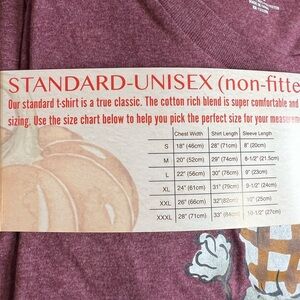 STANDARD-UNISEX (non-fitte
Our standard t-shirt is a true classic. The cotton rich blend is super comfortable and
sizing. Use the size chart below to help you pick the perfect size for your measureme
Chest Width Shirt Length Sleeve Length
S 18" (46cm) 28" (71cm) 8" (20cm)
M 20" (52cm) 29" (74cm) 8-1/2" (21.5cm)
L 22" (56cm) 30" (76cm) 9" (23cm)
XL 24" (61cm) 31" (79cm) 9-1/2" (24cm)
XXL 26" (66cm) 32"(82cm) 10" (25cm)
XXXL 28" (71cm) 33" (84cm) 10-1/2" (27cm)